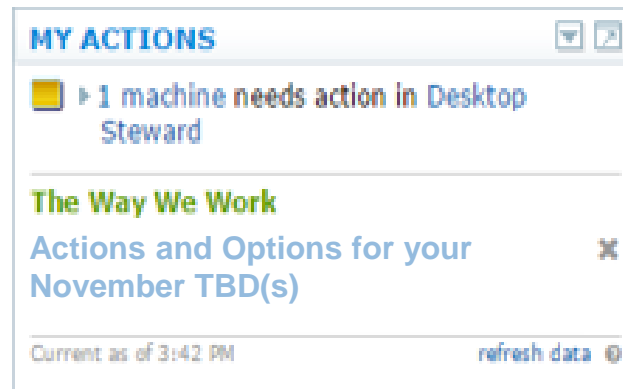 MY ACTIONS
1 machine needs action in Desktop
Steward
The Way We Work
Actions and Options for your
November TBD(s)
Current as of 3:42 PM
refresh data